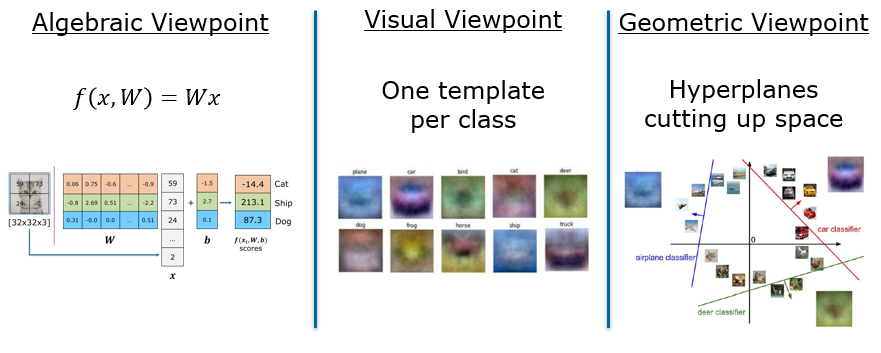 Algebraic Viewpoint
f(x, W) = Wx
59 73
24 -2
[32x32x3]
0.06 0.75 -0.6 ... -0.9
-0.8 2.69 0.51 ... -2.2
0.31 -0.0 0.0 ... 0.51
W
59
73
24
...
2
x
+
-1.5
2.7
0.1
b
-14.4 Cat
213.1 Ship
87.3 Dog
f(xᵢ,W,b)
scores
Visual Viewpoint
One template
per class
plane car bird cat deer
dog frog horse ship truck
Geometric Viewpoint
Hyperplanes
cutting up space
0
car classifier
airplane classifier
deer classifier